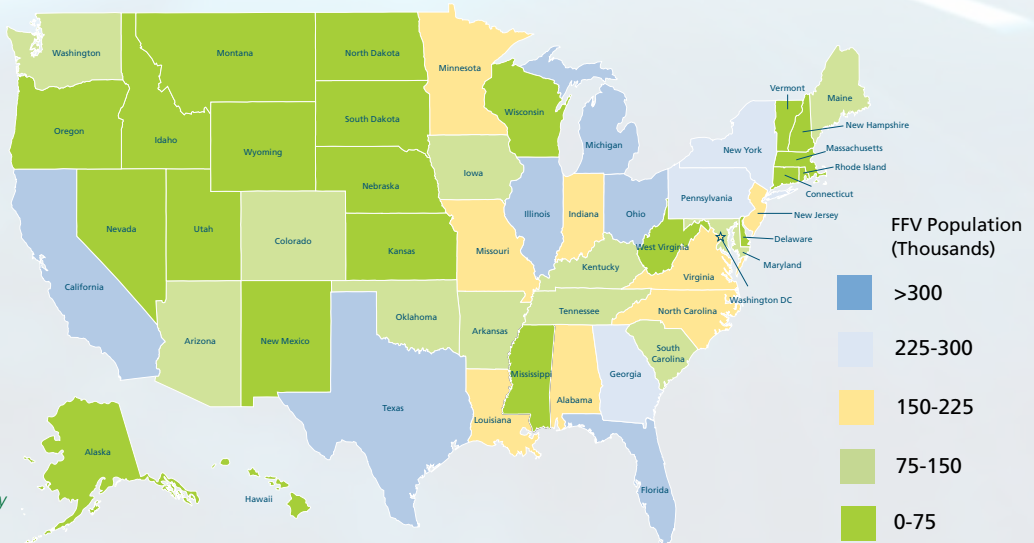 Washington
Montana
North Dakota
Minnesota
Oregon
Idaho
Wyoming
South Dakota
Wisconsin
Michigan
Vermont
Maine
New Hampshire
Massachusetts
Rhode Island
Connecticut
New York
Nebraska
Iowa
Nevada
Utah
Colorado
Kansas
Illinois
Indiana
Ohio
Pennsylvania
New Jersey
Delaware
Maryland
Washington DC
California
Missouri
Kentucky
West Virginia
Virginia
Arizona
New Mexico
Oklahoma
Arkansas
Tennessee
North Carolina
South
Carolina
Texas
Louisiana
Mississippi
Alabama
Georgia
Florida
Alaska
Hawaii
y
FFV Population
(Thousands)
>300
225-300
150-225
75-150
0-75